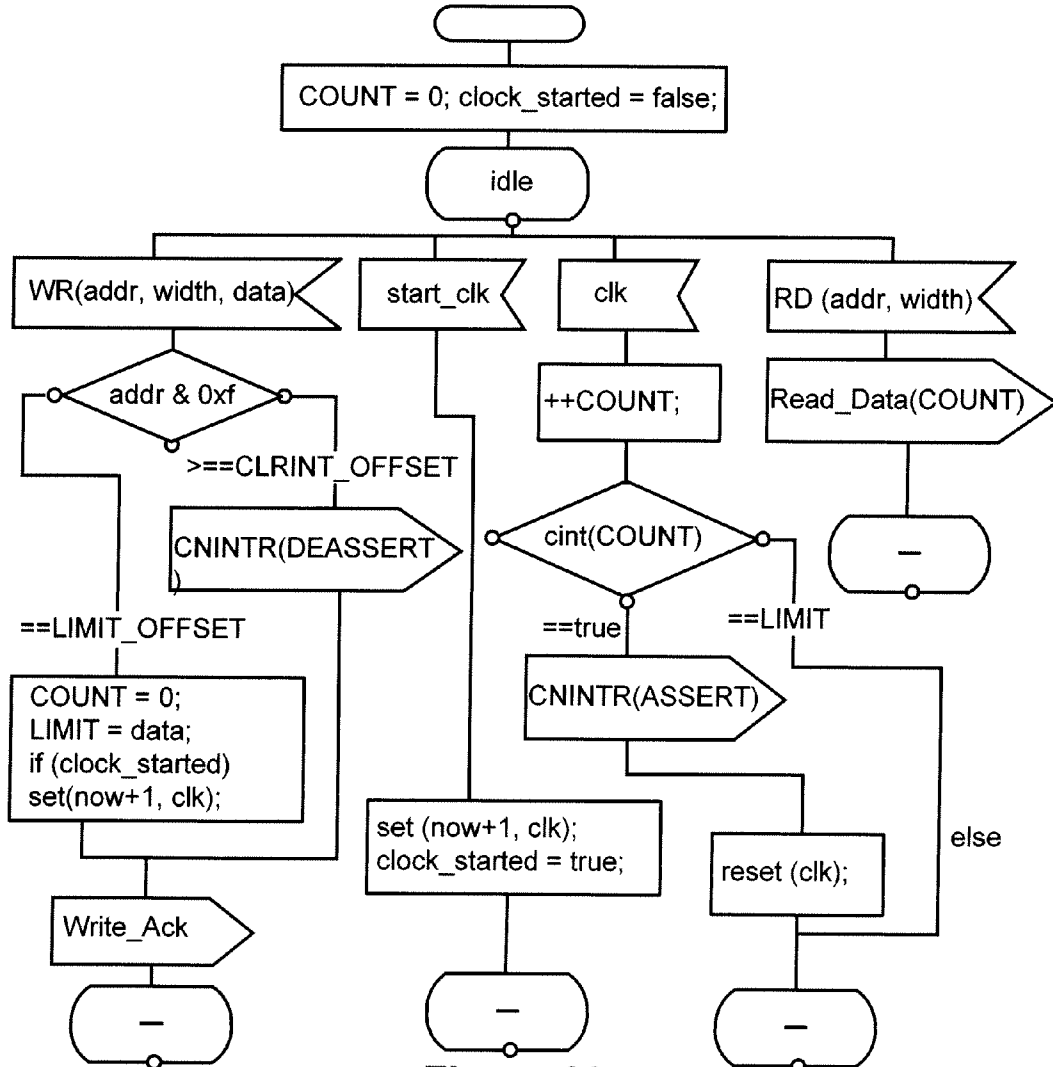 COUNT = 0; clock_started = false;
idle
WR(addr, width, data)
start_clk
clk
RD (addr, width)
addr & 0xf
++COUNT;
Read_Data(COUNT)
>==CLRINT_OFFSET
CNINTR(DEASSERT
)
cint(COUNT)
–
==LIMIT_OFFSET
==true
==LIMIT
COUNT = 0;
LIMIT = data;
if (clock_started)
set(now+1, clk);
CNINTR(ASSERT)
set (now+1, clk);
clock_started = true;
reset (clk);
else
Write_Ack
–
–
–